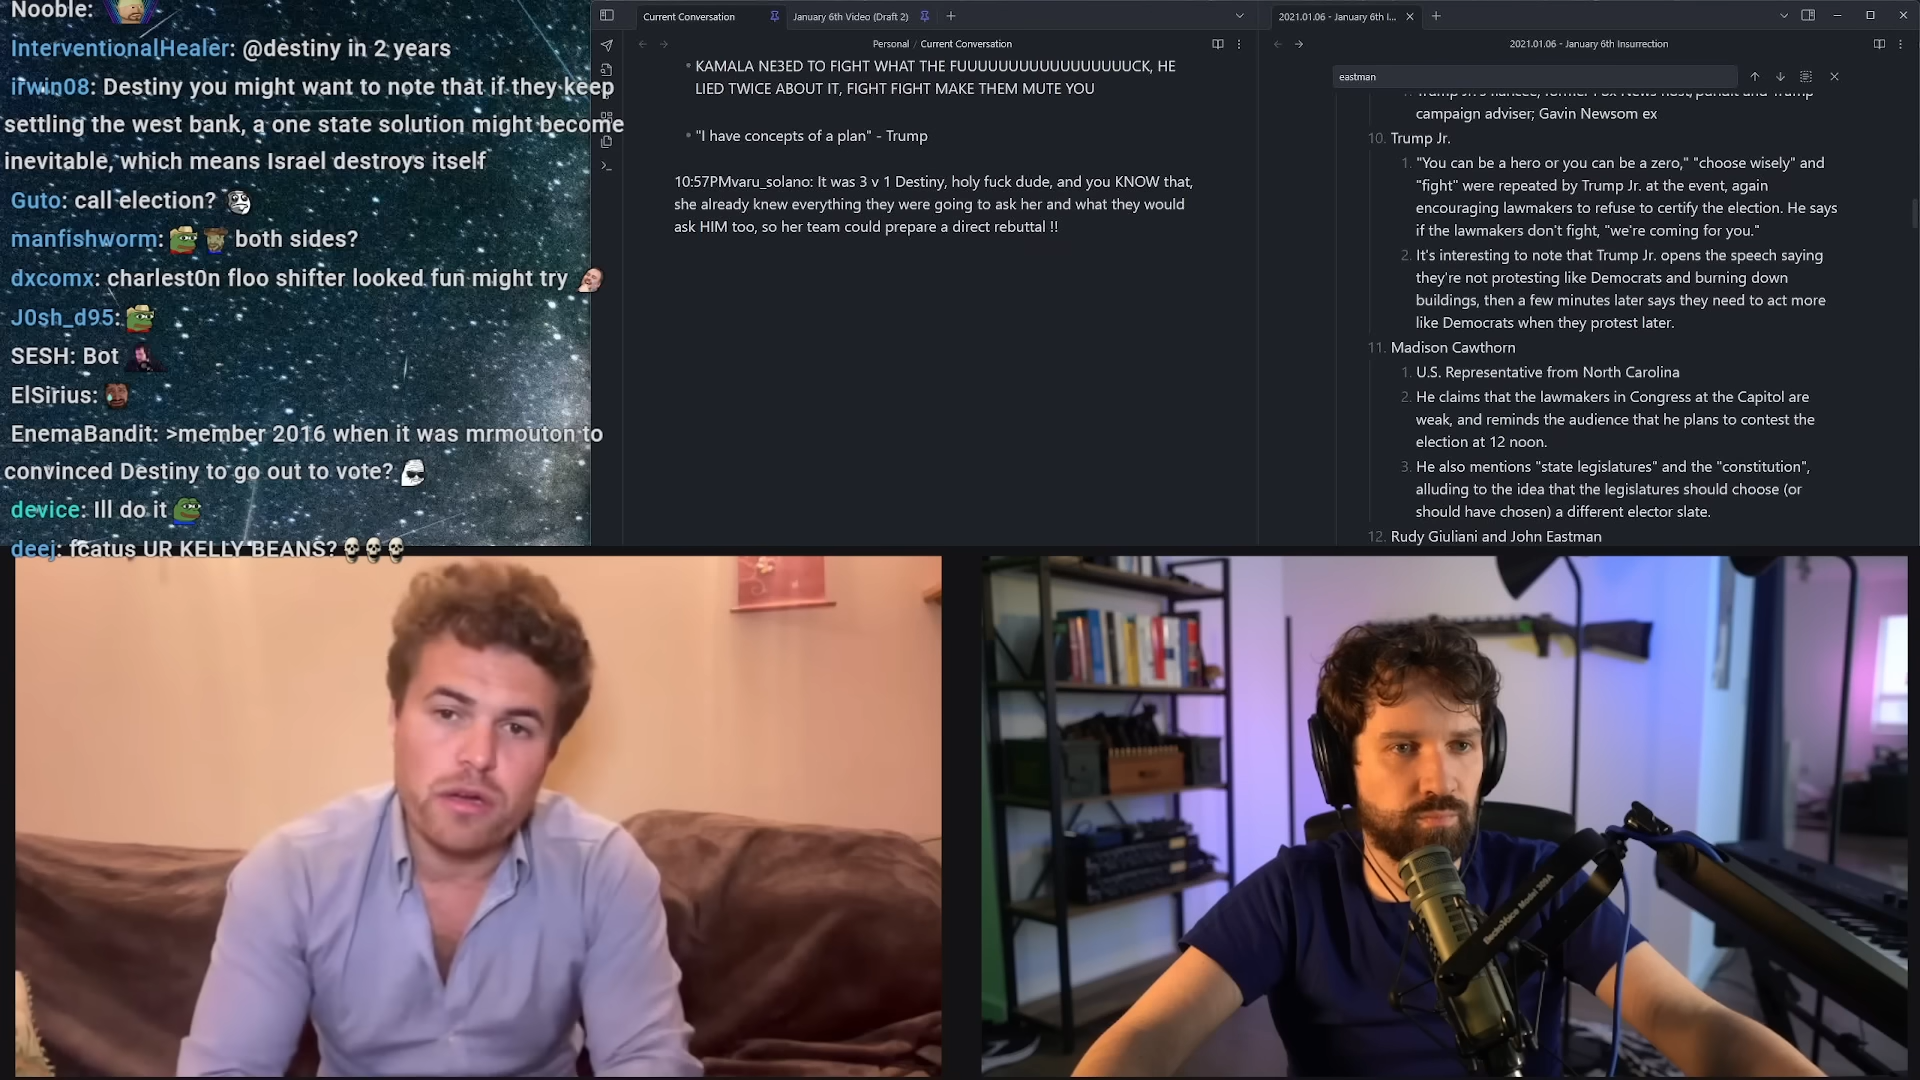 Nooble:
InterventionalHealer: @destiny in 2 years
irwin08: Destiny you might want to note that if they keep
settling the west bank, a one state solution might become
inevitable, which means Israel destroys itself
Guto: call election?
manfishworm: both sides?
dxcomx: charlest0n floo shifter looked fun might try
J0sh_d95:
SESH: Bot
ElSirius:
EnemaBandit: >member 2016 when it was mrmouton to
convinced Destiny to go out to vote?
device: Ill do it
deej: fcatus UR KELLY BEANS?
Current Conversation
January 6th Video (Draft 2)
Personal / Current Conversation
• KAMALA NE3ED TO FIGHT WHAT THE FUUUUUUUUUUUUUUUUUCK, HE
LIED TWICE ABOUT IT, FIGHT FIGHT MAKE THEM MUTE YOU
• "I have concepts of a plan" - Trump
10:57PMvaru_solano: It was 3 v 1 Destiny, holy fuck dude, and you KNOW that,
she already knew everything they were going to ask her and what they would
ask HIM too, so her team could prepare a direct rebuttal !!
2021.01.06 - January 6th I...
2021.01.06 - January 6th Insurrection
eastman
1. Trump Jr.'s fiancée, former Fox News host, pundit and Trump
campaign adviser; Gavin Newsom ex
10. Trump Jr.
1. "You can be a hero or you can be a zero," "choose wisely" and
"fight" were repeated by Trump Jr. at the event, again
encouraging lawmakers to refuse to certify the election. He says
if the lawmakers don't fight, "we're coming for you."
2. It's interesting to note that Trump Jr. opens the speech saying
they're not protesting like Democrats and burning down
buildings, then a few minutes later says they need to act more
like Democrats when they protest later.
11. Madison Cawthorn
1. U.S. Representative from North Carolina
2. He claims that the lawmakers in Congress at the Capitol are
weak, and reminds the audience that he plans to contest the
election at 12 noon.
3. He also mentions "state legislatures" and the "constitution",
alluding to the idea that the legislatures should choose (or
should have chosen) a different elector slate.
12. Rudy Giuliani and John Eastman
ElectroVoice Model 309A